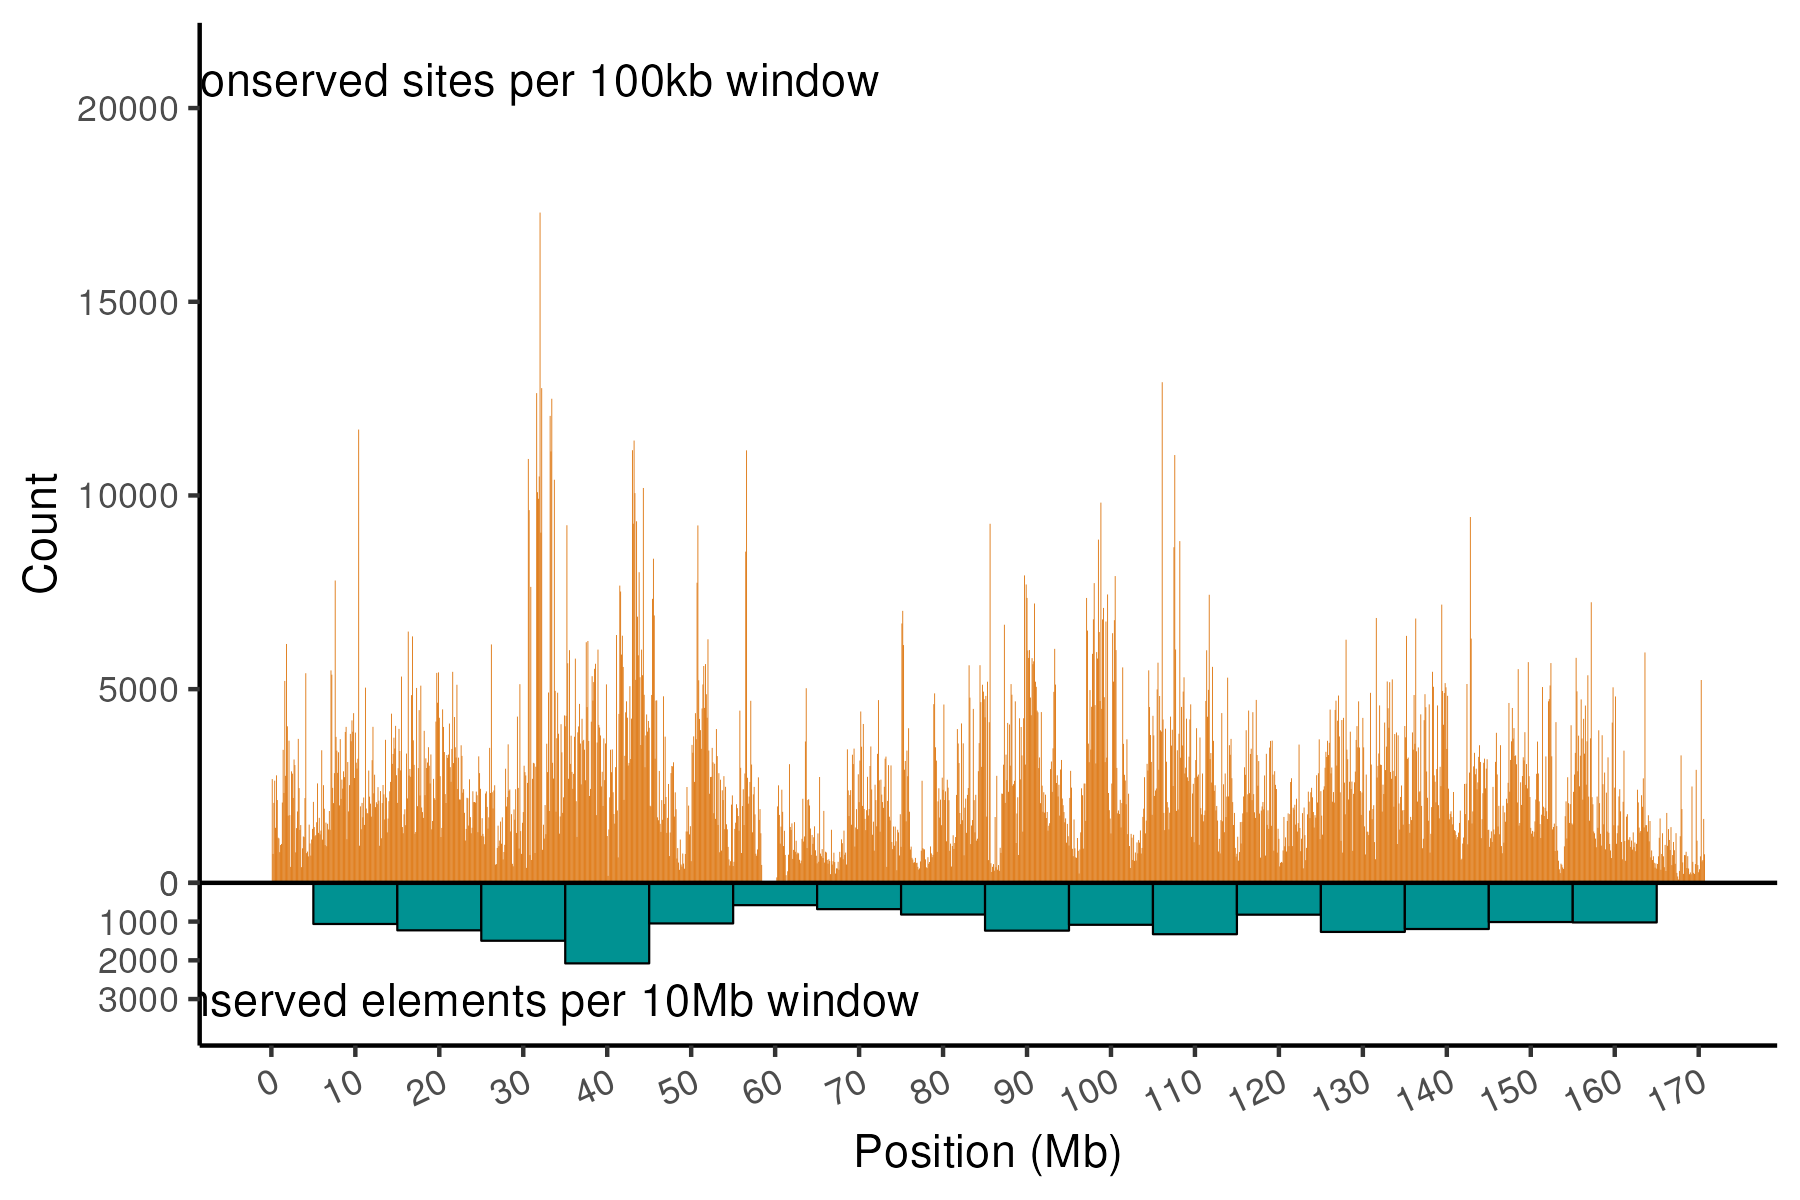 onserved sites per 100kb window
20000
15000
10000
5000
0
1000
2000
3000
nserved elements per 10Mb window
Count
0 10 20 30 40 50 60 70 80 90 100 110 120 130 140 150 160 170
Position (Mb)